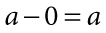 a − 0 = a